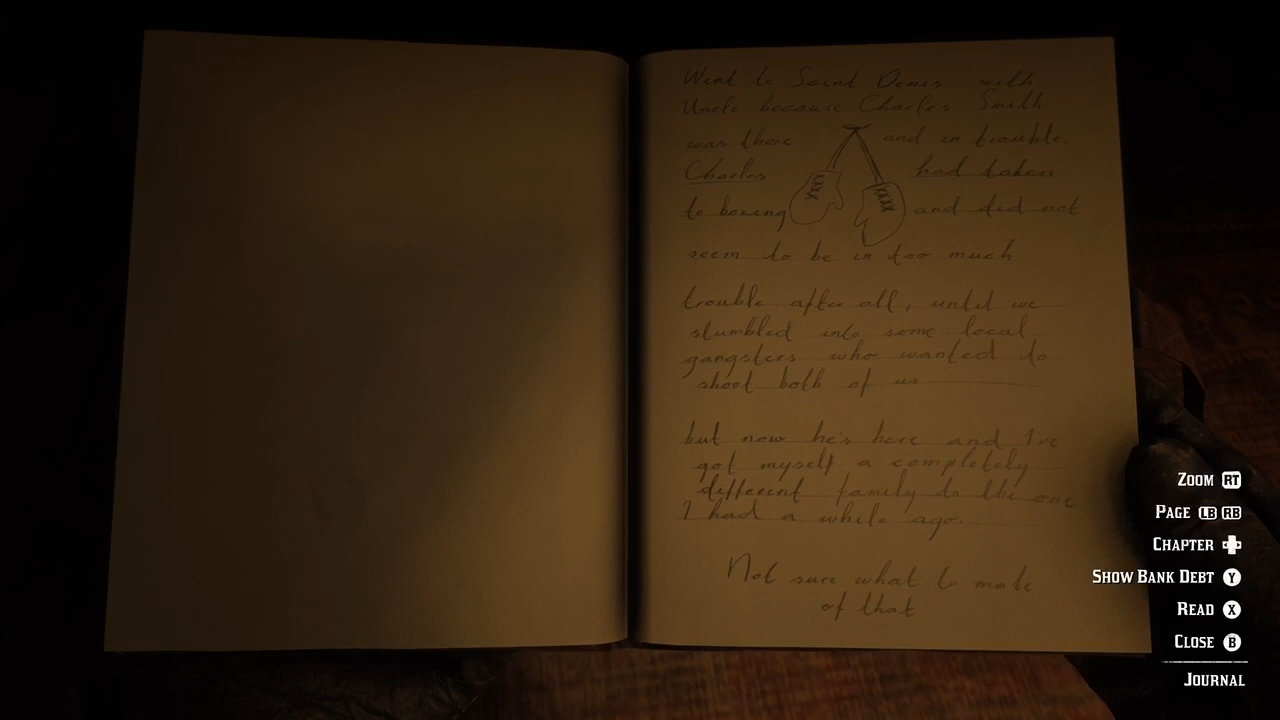 Went to Saint Denis with
Uncle because Charles Smith
was there and in trouble.
Charles had taken
to boxing and did not
seem to be in too much
trouble after all, until we
stumbled into some local
gangsters who wanted to
shoot both of us
but now he's here and I've
got myself a completely
different family to the one
I had a while ago.
Not sure what to make
of that
ZOOM RT
PAGE LB RB
CHAPTER
SHOW BANK DEBT Y
READ X
CLOSE B
JOURNAL